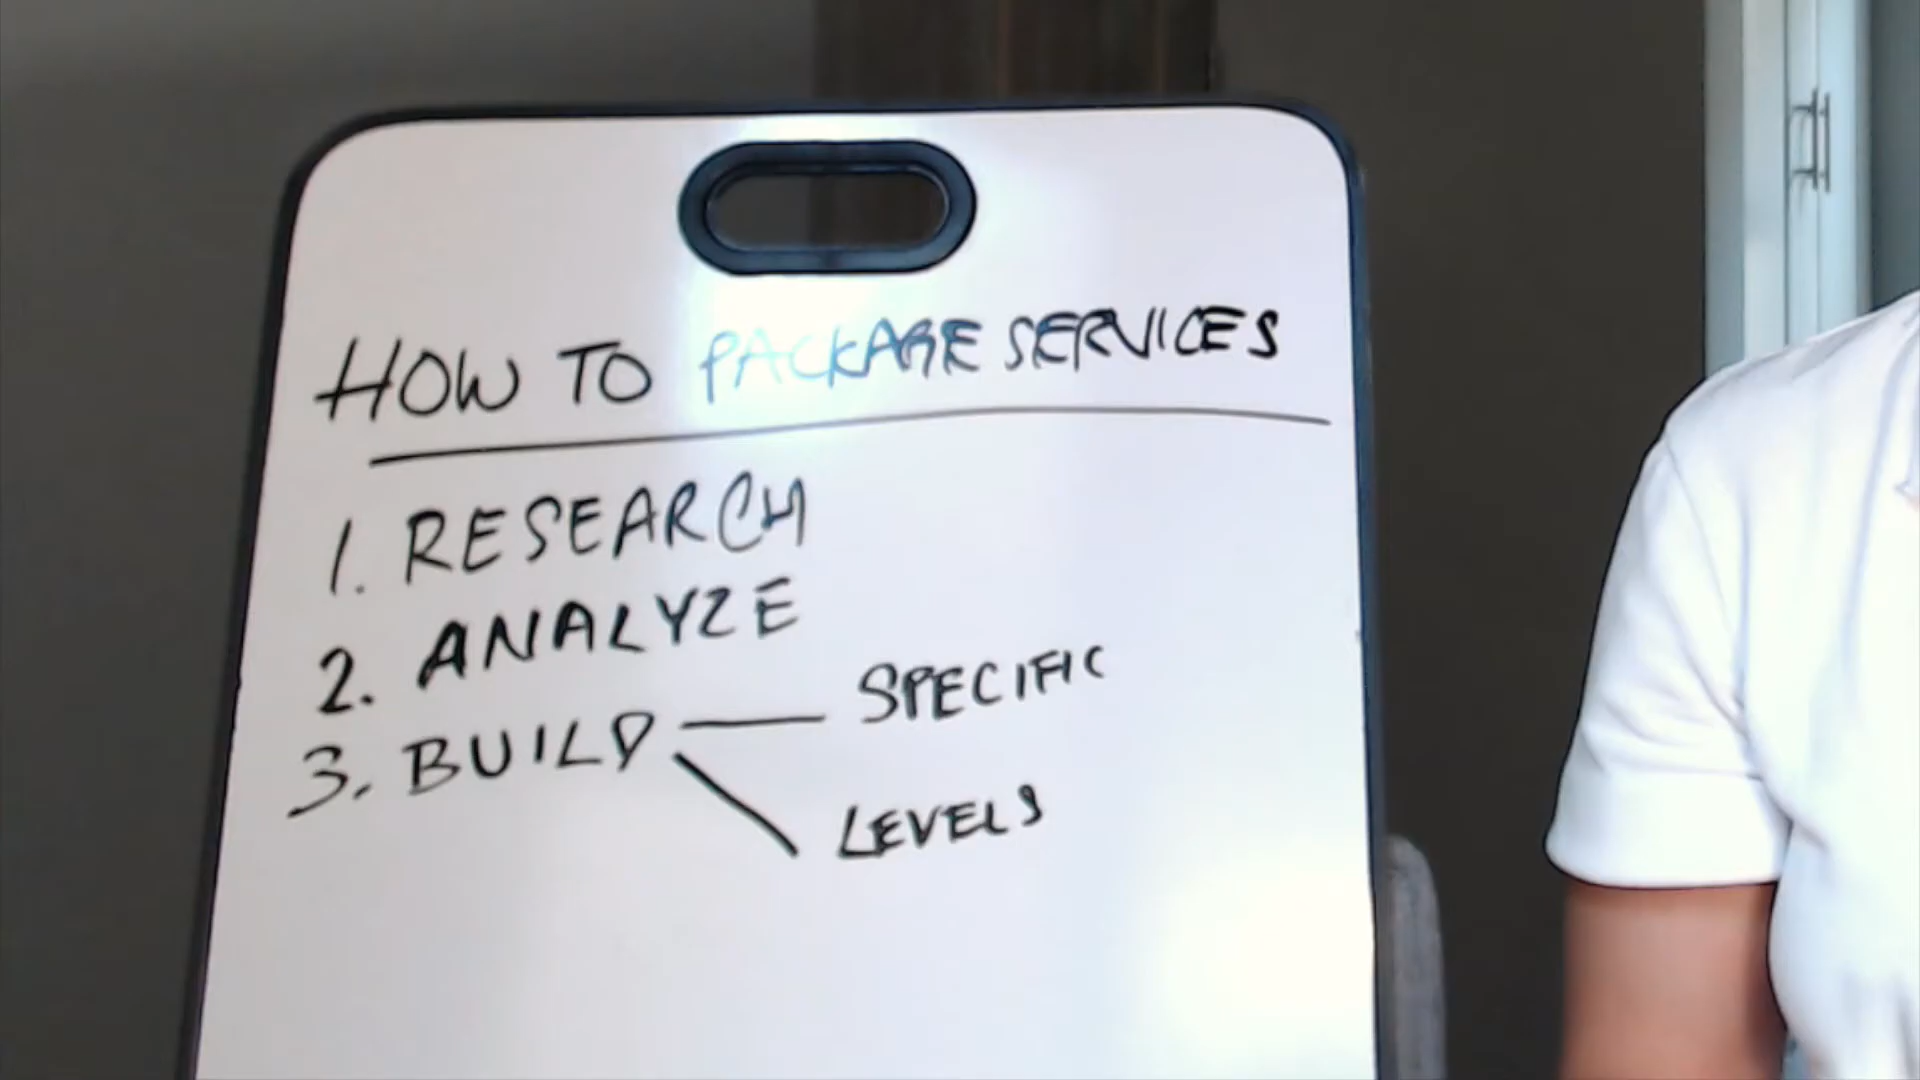 HOW TO PACKAGE SERVICES
1. RESEARCH
2. ANALYZE
3. BUILD — SPECIFIC
LEVELS